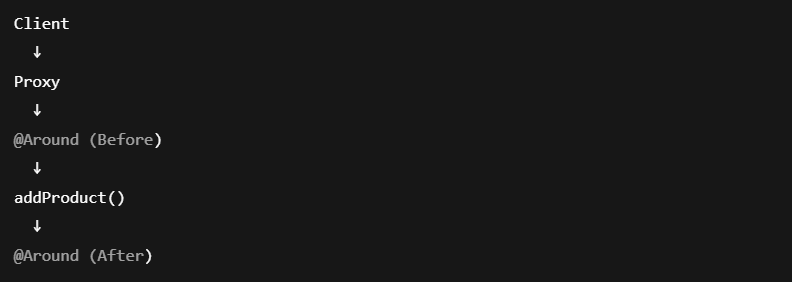 Client
↓
Proxy
↓
@Around (Before)
↓
addProduct()
↓
@Around (After)